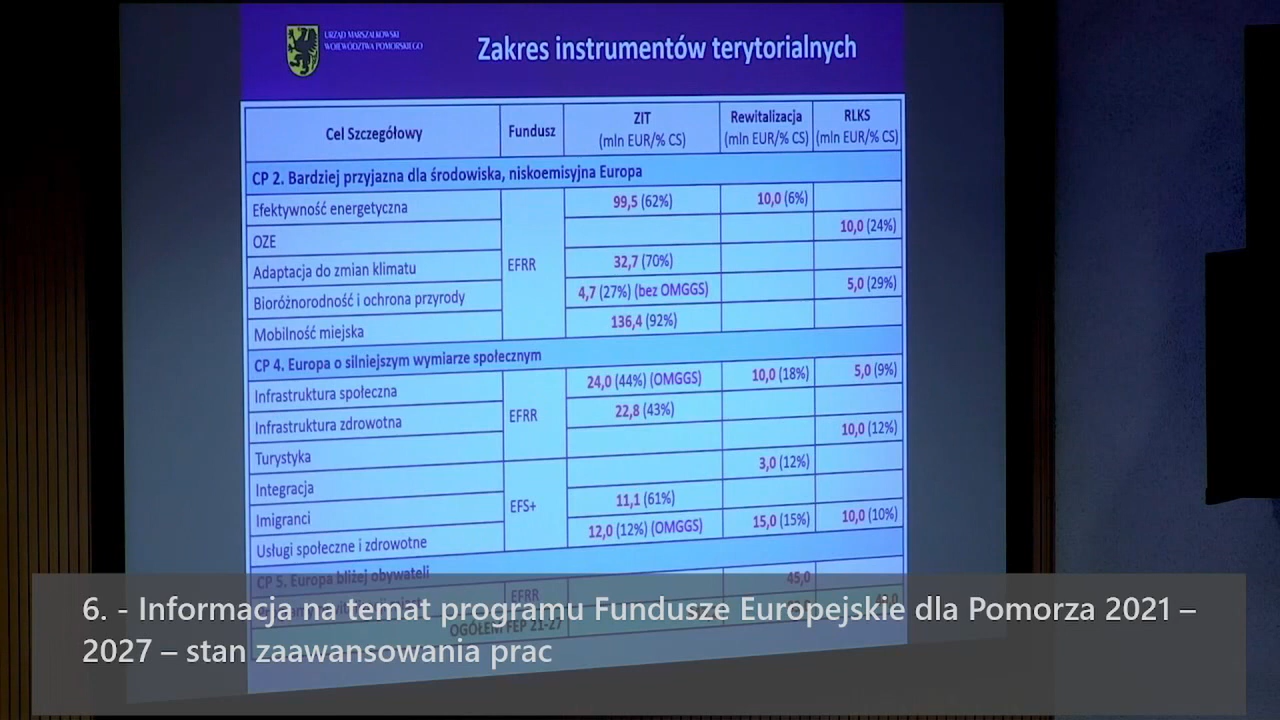 URZĄD MARSZAŁKOWSKI
WOJEWÓDZTWA POMORSKIEGO
Zakres instrumentów terytorialnych
Cel Szczegółowy Fundusz ZIT (mln EUR/% CS) Rewitalizacja (mln EUR/% CS) RLKS (mln EUR/% CS)
CP 2. Bardziej przyjazna dla środowiska, niskoemisyjna Europa
Efektywność energetyczna 99,5 (62%) 10,0 (6%)
OZE 10,0 (24%)
EFRR
Adaptacja do zmian klimatu 32,7 (70%)
Bioróżnorodność i ochrona przyrody 4,7 (27%) (bez OMGGS) 5,0 (29%)
Mobilność miejska 136,4 (92%)
CP 4. Europa o silniejszym wymiarze społecznym
Infrastruktura społeczna 24,0 (44%) (OMGGS) 10,0 (18%) 5,0 (9%)
Infrastruktura zdrowotna EFRR 22,8 (43%)
Turystyka 10,0 (12%)
Integracja 3,0 (12%)
Imigranci EFS+ 11,1 (61%)
Usługi społeczne i zdrowotne 12,0 (12%) (OMGGS) 15,0 (15%) 10,0 (10%)
CP 5. Europa bliżej obywateli
45,0
EFRR
OGÓŁEM FEP 21-27
6. - Informacja na temat programu Fundusze Europejskie dla Pomorza 2021 –
2027 – stan zaawansowania prac